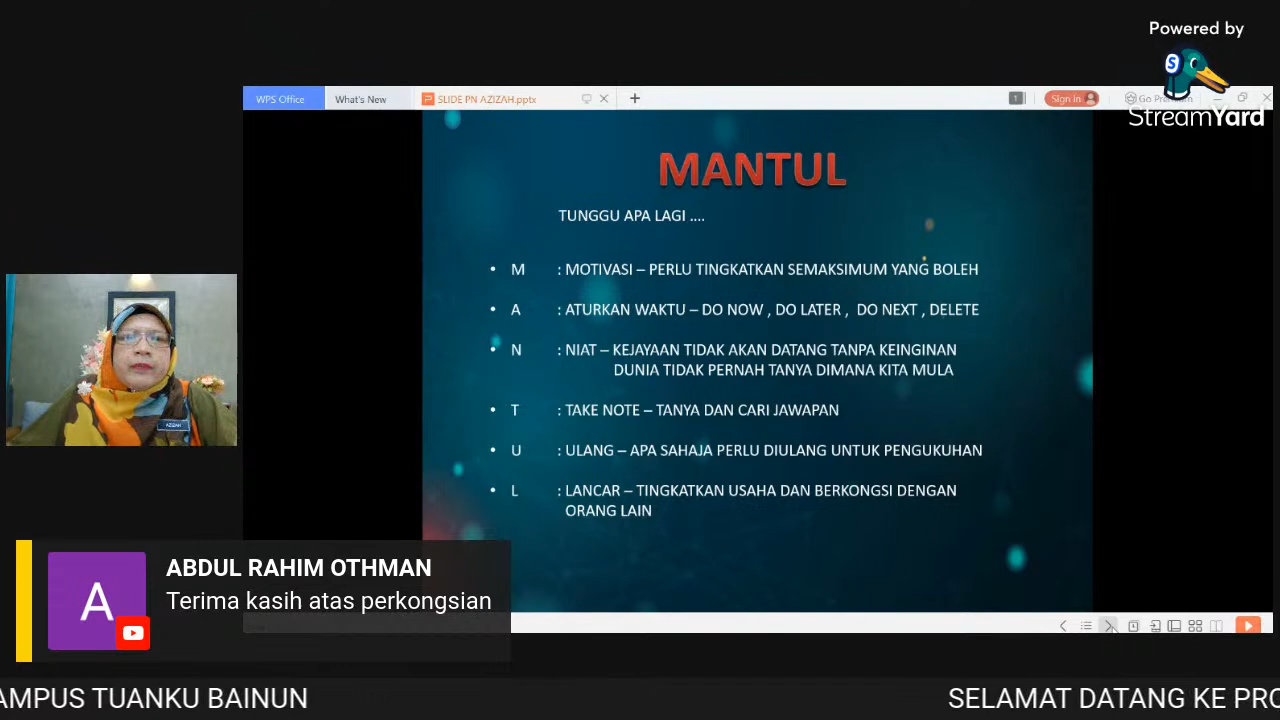 Powered by
StreamYard
WPS Office
What's New
SLIDE PN AZIZAH.pptx
1
Sign in
Go Premium
MANTUL
TUNGGU APA LAGI ....
• M : MOTIVASI – PERLU TINGKATKAN SEMAKSIMUM YANG BOLEH
• A : ATURKAN WAKTU – DO NOW , DO LATER , DO NEXT , DELETE
• N : NIAT – KEJAYAAN TIDAK AKAN DATANG TANPA KEINGINAN
DUNIA TIDAK PERNAH TANYA DIMANA KITA MULA
• T : TAKE NOTE – TANYA DAN CARI JAWAPAN
• U : ULANG – APA SAHAJA PERLU DIULANG UNTUK PENGUKUHAN
• L : LANCAR – TINGKATKAN USAHA DAN BERKONGSI DENGAN
ORANG LAIN
AZIZAH
A
ABDUL RAHIM OTHMAN
Terima kasih atas perkongsian
AMPUS TUANKU BAINUN
SELAMAT DATANG KE PRO